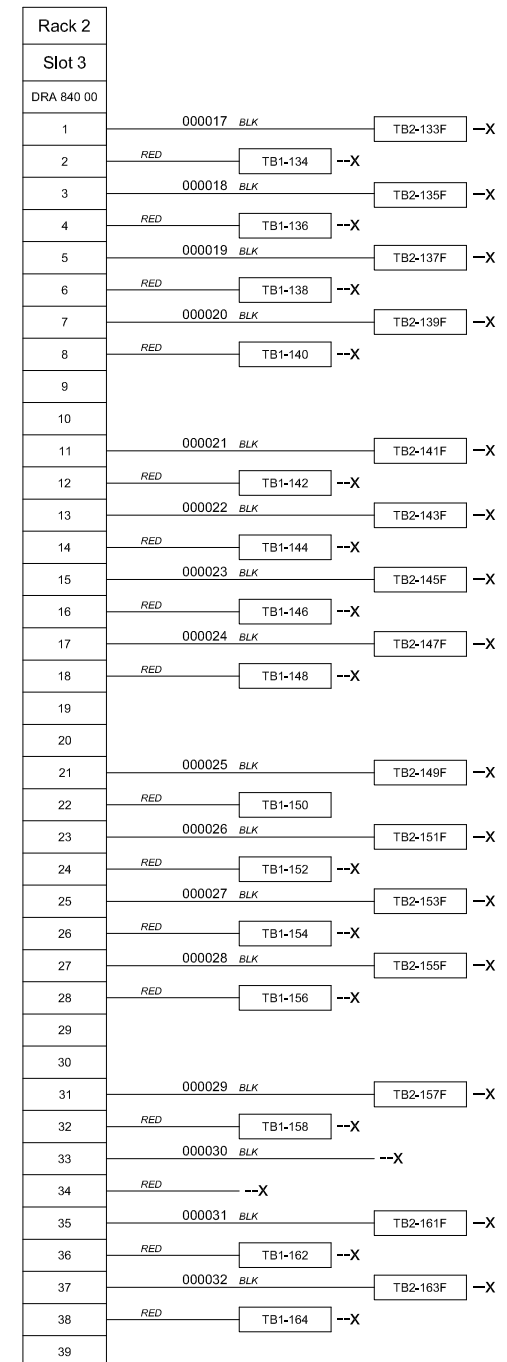 Rack 2
Slot 3
DRA 840 00
1 000017 BLK TB2-133F —X
2 RED TB1-134 --X
3 000018 BLK TB2-135F —X
4 RED TB1-136 --X
5 000019 BLK TB2-137F —X
6 RED TB1-138 --X
7 000020 BLK TB2-139F —X
8 RED TB1-140 --X
9
10
11 000021 BLK TB2-141F —X
12 RED TB1-142 --X
13 000022 BLK TB2-143F —X
14 RED TB1-144 --X
15 000023 BLK TB2-145F —X
16 RED TB1-146 --X
17 000024 BLK TB2-147F —X
18 RED TB1-148 --X
19
20
21 000025 BLK TB2-149F —X
22 RED TB1-150
23 000026 BLK TB2-151F —X
24 RED TB1-152 --X
25 000027 BLK TB2-153F —X
26 RED TB1-154 --X
27 000028 BLK TB2-155F —X
28 RED TB1-156 --X
29
30
31 000029 BLK TB2-157F —X
32 RED TB1-158 --X
33 000030 BLK --X
34 RED --X
35 000031 BLK TB2-161F —X
36 RED TB1-162 --X
37 000032 BLK TB2-163F —X
38 RED TB1-164 --X
39